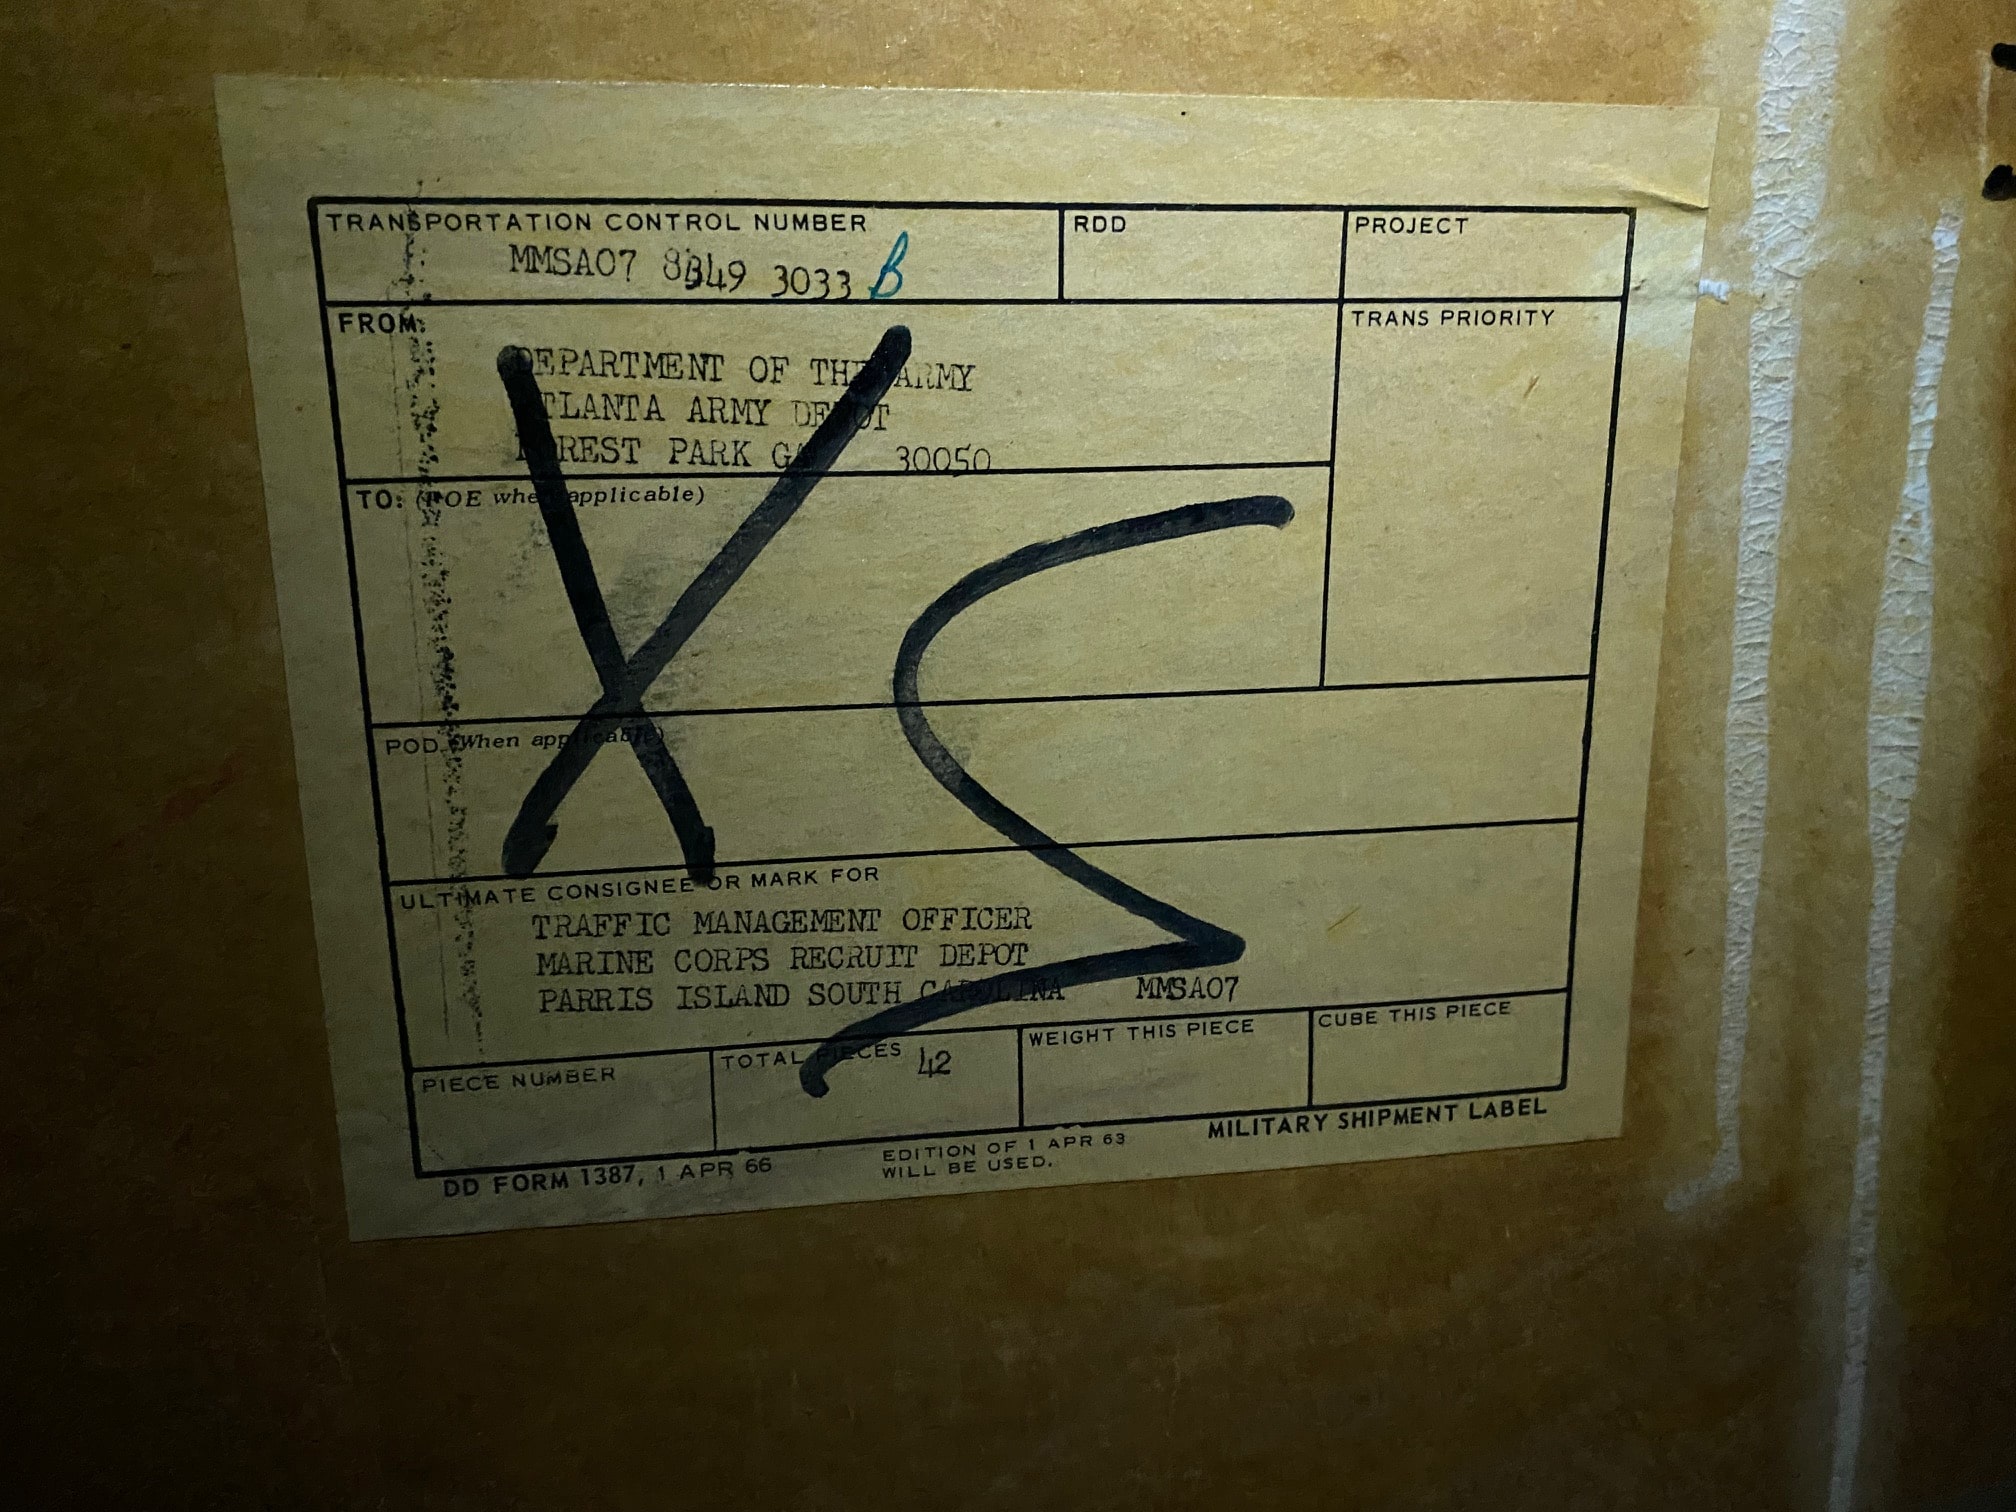 TRANSPORTATION CONTROL NUMBER
MMSA07 8349 3033 B
RDD
PROJECT
FROM:
DEPARTMENT OF THE ARMY
ATLANTA ARMY DEPOT
FOREST PARK GA 30050
TRANS PRIORITY
TO: (POE when applicable)
XS
POD (When applicable)
ULTIMATE CONSIGNEE OR MARK FOR
TRAFFIC MANAGEMENT OFFICER
MARINE CORPS RECRUIT DEPOT
PARRIS ISLAND SOUTH CAROLINA MMSA07
PIECE NUMBER
TOTAL PIECES 42
WEIGHT THIS PIECE
CUBE THIS PIECE
DD FORM 1387, 1 APR 66
EDITION OF 1 APR 63
WILL BE USED.
MILITARY SHIPMENT LABEL